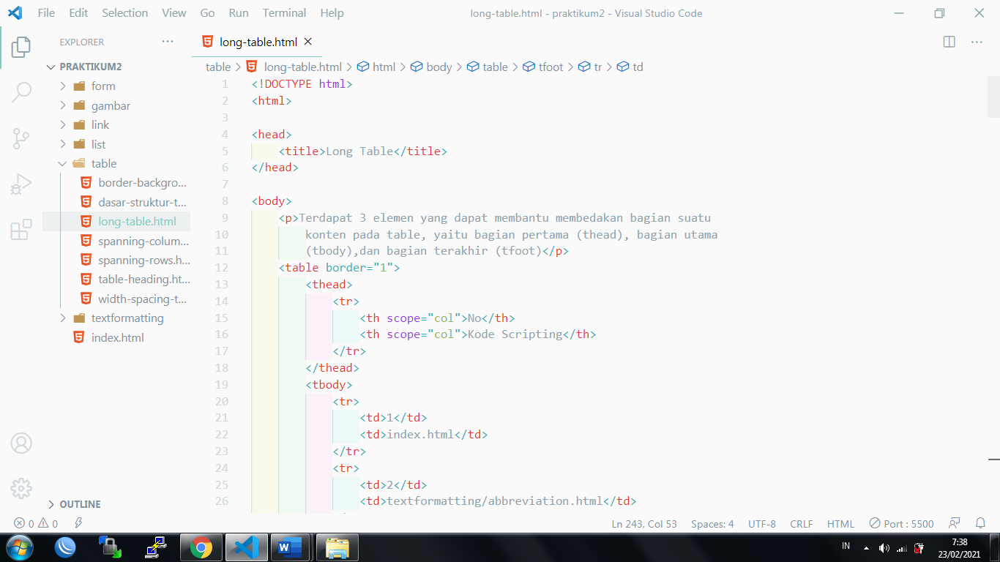 File Edit Selection View Go Run Terminal Help
long-table.html - praktikum2 - Visual Studio Code
EXPLORER
PRAKTIKUM2
form
gambar
link
list
table
border-backgro...
dasar-struktur-t...
long-table.html
spanning-colum...
spanning-rows.h...
table-heading.ht...
width-spacing-t...
textformatting
index.html
OUTLINE
long-table.html
table > long-table.html > html > body > table > tfoot > tr > td
1 <!DOCTYPE html>
2 <html>
3
4 <head>
5 <title>Long Table</title>
6 </head>
7
8 <body>
9 <p>Terdapat 3 elemen yang dapat membantu membedakan bagian suatu
10 konten pada table, yaitu bagian pertama (thead), bagian utama
11 (tbody),dan bagian terakhir (tfoot)</p>
12 <table border="1">
13 <thead>
14 <tr>
15 <th scope="col">No</th>
16 <th scope="col">Kode Scripting</th>
17 </tr>
18 </thead>
19 <tbody>
20 <tr>
21 <td>1</td>
22 <td>index.html</td>
23 </tr>
24 <tr>
25 <td>2</td>
26 <td>textformatting/abbreviation.html</td>
0 0
Ln 243, Col 53 Spaces: 4 UTF-8 CRLF HTML Port : 5500
IN
7:38
23/02/2021